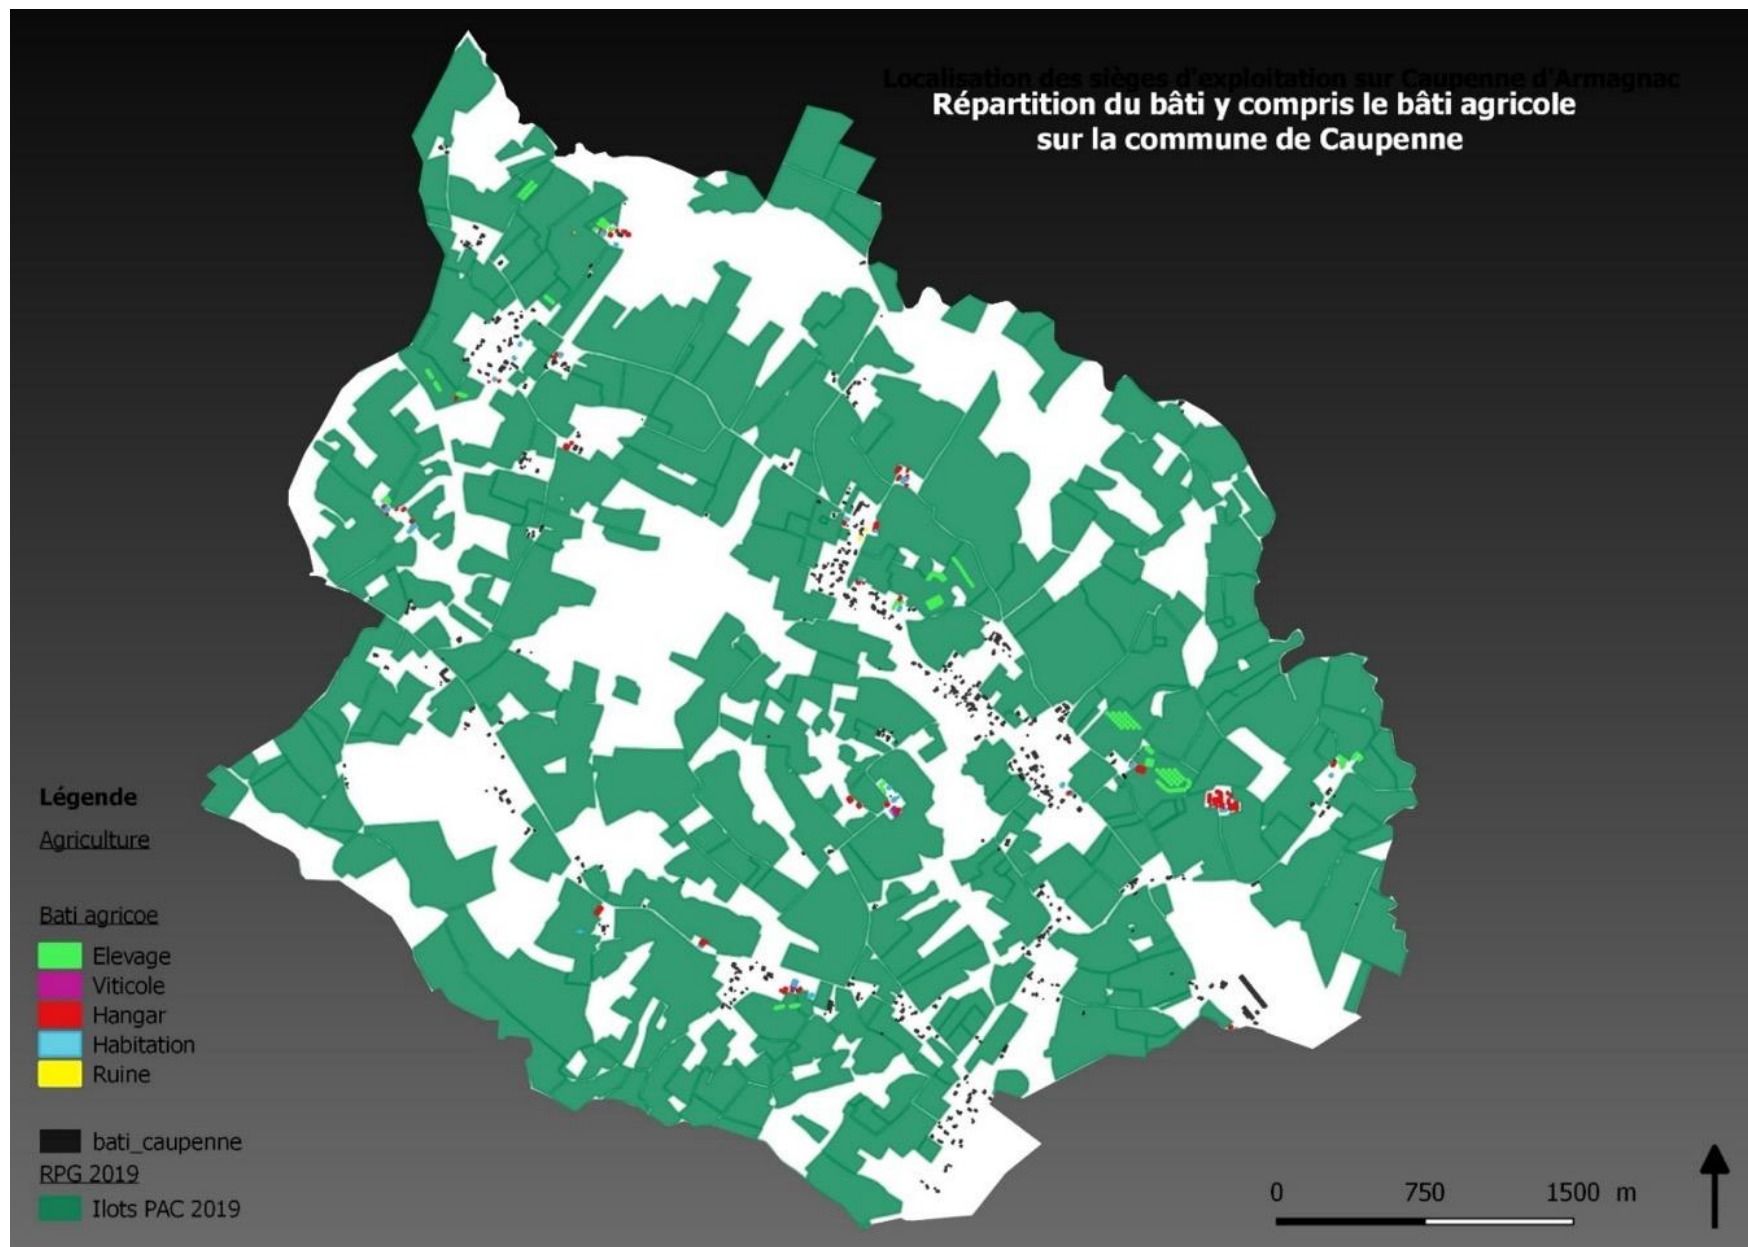 Localisation des sièges d'exploitation sur Caupenne d'Armagnac
Répartition du bâti y compris le bâti agricole
sur la commune de Caupenne
Légende
Agriculture
Bati agricoe
Elevage
Viticole
Hangar
Habitation
Ruine
bati_caupenne
RPG 2019
Ilots PAC 2019
0 750 1500 m